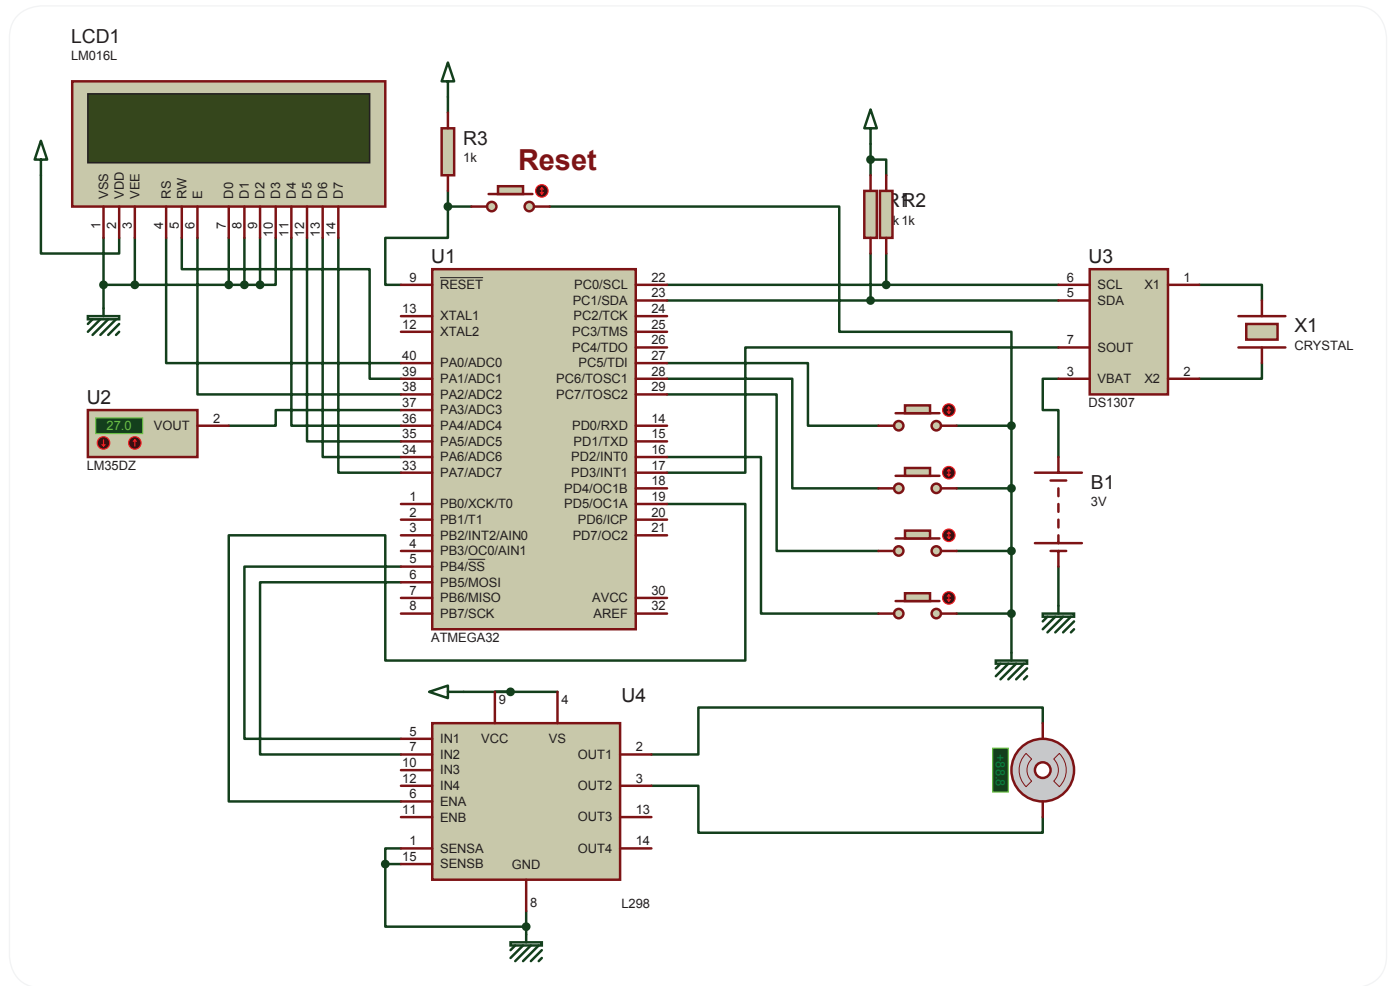 LCD1
LM016L
VSS
VDD
VEE
RS
RW
E
D0
D1
D2
D3
D4
D5
D6
D7
1
2
3
4
5
6
7
8
9
10
11
12
13
14
R3
1k
Reset
R2
1k
U1
9 RESET
13 XTAL1
12 XTAL2
40 PA0/ADC0
39 PA1/ADC1
38 PA2/ADC2
37 PA3/ADC3
36 PA4/ADC4
35 PA5/ADC5
34 PA6/ADC6
33 PA7/ADC7
1 PB0/XCK/T0
2 PB1/T1
3 PB2/INT2/AIN0
4 PB3/OC0/AIN1
5 PB4/SS
6 PB5/MOSI
7 PB6/MISO
8 PB7/SCK
PC0/SCL 22
PC1/SDA 23
PC2/TCK 24
PC3/TMS 25
PC4/TDO 26
PC5/TDI 27
PC6/TOSC1 28
PC7/TOSC2 29
PD0/RXD 14
PD1/TXD 15
PD2/INT0 16
PD3/INT1 17
PD4/OC1B 18
PD5/OC1A 19
PD6/ICP 20
PD7/OC2 21
AVCC 30
AREF 32
ATMEGA32
U2
27.0
VOUT 2
LM35DZ
U3
6 SCL
5 SDA
7 SOUT
3 VBAT
X1 1
X2 2
DS1307
X1
CRYSTAL
B1
3V
U4
9
4
5 IN1
7 IN2
10 IN3
12 IN4
6 ENA
11 ENB
1 SENSA
15 SENSB
VCC
VS
OUT1 2
OUT2 3
OUT3 13
OUT4 14
GND
8
L298
+88.8